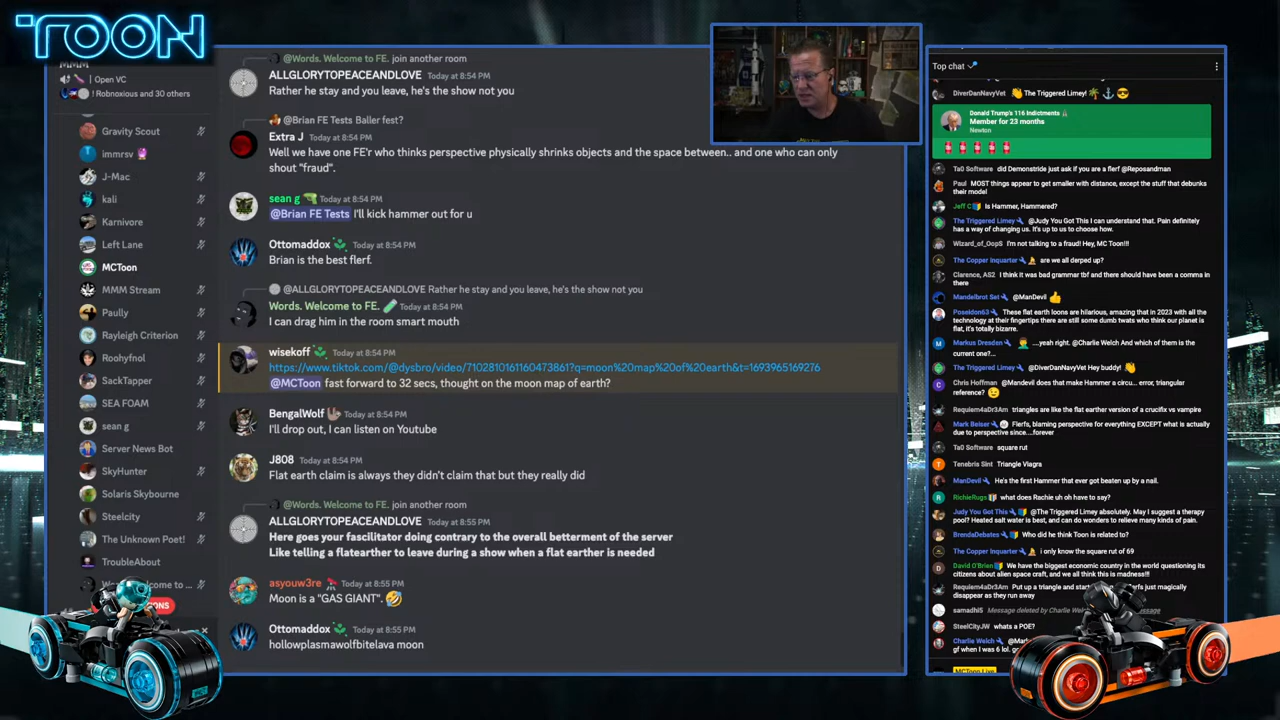 TOON
Open VC
! Robnoxious and 30 others
Gravity Scout
immrsv
J-Mac
kali
Karnivore
Left Lane
MCToon
MMM Stream
Paully
Rayleigh Criterion
Roohyfnol
SackTapper
SEA FOAM
sean g
Server News Bot
SkyHunter
Solaris Skybourne
Steelcity
The Unknown Poet!
TroubleAbout
@Words. Welcome to FE. join another room
ALLGLORYTOPEACEANDLOVE Today at 8:54 PM
Rather he stay and you leave, he's the show not you
@Brian FE Tests Baller fest?
Extra J Today at 8:54 PM
Well we have one FE'r who thinks perspective physically shrinks objects and the space between.. and one who can only
shout "fraud".
sean g Today at 8:54 PM
@Brian FE Tests I'll kick hammer out for u
Ottomaddox Today at 8:54 PM
Brian is the best flerf.
@ALLGLORYTOPEACEANDLOVE Rather he stay and you leave, he's the show not you
Words. Welcome to FE. Today at 8:54 PM
I can drag him in the room smart mouth
wisekoff Today at 8:54 PM
https://www.tiktok.com/@dysbro/video/7102810161160473861?q=moon%20map%20of%20earth&t=1693965169276
@MCToon fast forward to 32 secs, thought on the moon map of earth?
BengalWolf Today at 8:54 PM
I'll drop out, I can listen on Youtube
J808 Today at 8:54 PM
Flat earth claim is always they didn't claim that but they really did
@Words. Welcome to FE. join another room
ALLGLORYTOPEACEANDLOVE Today at 8:55 PM
Here goes your fascilitator doing contrary to the overall betterment of the server
Like telling a flatearther to leave during a show when a flat earther is needed
asyouw3re Today at 8:55 PM
Moon is a "GAS GIANT".
Ottomaddox Today at 8:55 PM
hollowplasmawolfbitelava moon
Top chat
DiverDanNavyVet The Triggered Limey!
Donald Trump's 116 Indictments
Member for 23 months
Newton
Ta0 Software did Demonstride just ask if you are a flerf @Reposandman
Paul MOST things appear to get smaller with distance, except the stuff that debunks
their model
Jeff C Is Hammer, Hammered?
The Triggered Limey @Judy You Got This I can understand that. Pain definitely
has a way of changing us. It's up to us to choose how.
Wizard_of_OopS I'm not talking to a fraud! Hey, MC Toon!!!
The Copper Inquarter are we all derped up?
Clarence, AS2 I think it was bad grammar tbf and there should have been a comma in
there
Mandelbrot Set @ManDevil
Poseidon63 These flat earth loons are hilarious, amazing that in 2023 with all the
technology at their fingertips there are still some dumb twats who think our planet is
flat, it's totally bizarre.
Markus Dresden ....yeah right. @Charlie Welch And which of them is the
current one?...
The Triggered Limey @DiverDanNavyVet Hey buddy!
Chris Hoffman @Mandevil does that make Hammer a circu... error, triangular
reference?
Requiem4aDr3Am triangles are like the flat earther version of a crucifix vs vampire
Mark Beiser Flerfs, blaming perspective for everything EXCEPT what is actually
due to perspective since....forever
Ta0 Software square rut
Tenebris Sint Triangle Viagra
ManDevil He's the first Hammer that ever got beaten up by a nail.
RichieRugs what does Rachie uh oh have to say?
Judy You Got This @The Triggered Limey absolutely. May I suggest a therapy
pool? Heated salt water is best, and can do wonders to relieve many kinds of pain.
BrendaDebates Who did he think Toon is related to?
The Copper Inquarter i only know the square rut of 69
David O'Brien We have the biggest economic country in the world questioning its
citizens about alien space craft, and we all think this is madness!!!
Requiem4aDr3Am Put up a triangle and
disappear as they run away
samadhi5 Message deleted by Charlie
SteelCityJW whats a POE?
Charlie Welch
gf when I was 6 lol.
MCToon Live